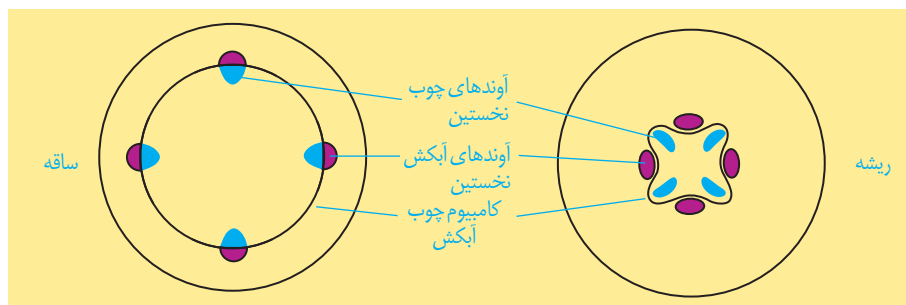 آوندهای چوب
نخستین
آوندهای آبکش
نخستین
کامبیوم چوب
آبکش
ریشه
ساقه